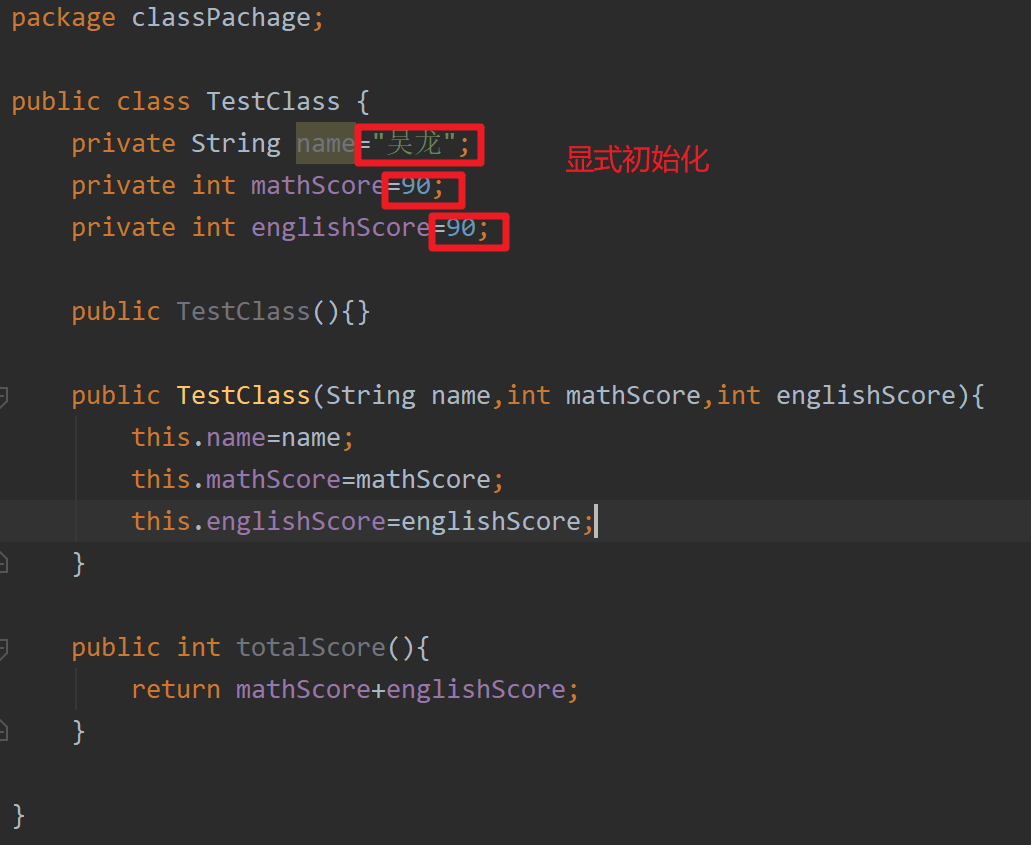 package classPachage;
public class TestClass {
private String name="吴龙";
显式初始化
private int mathScore=90;
private int englishScore=90;
public TestClass(){}
public TestClass(String name,int mathScore,int englishScore){
this.name=name;
this.mathScore=mathScore;
this.englishScore=englishScore;
}
public int totalScore(){
return mathScore+englishScore;
}
}